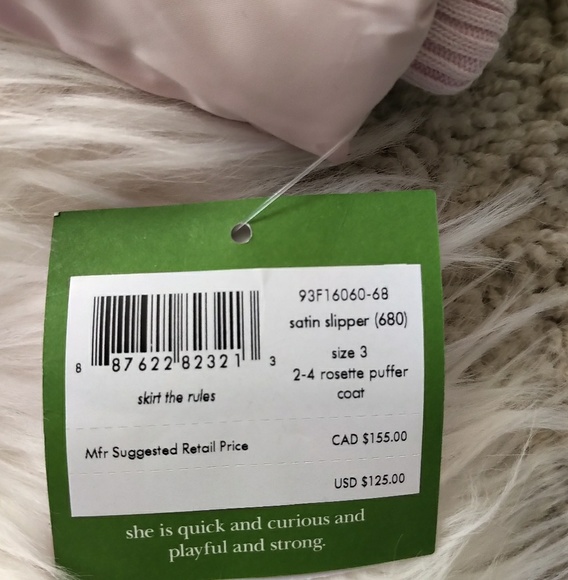 93F16060-68
satin slipper (680)
8 87622 82321 3
size 3
2-4 rosette puffer
coat
skirt the rules
Mfr Suggested Retail Price CAD $155.00
USD $125.00
she is quick and curious and
playful and strong.